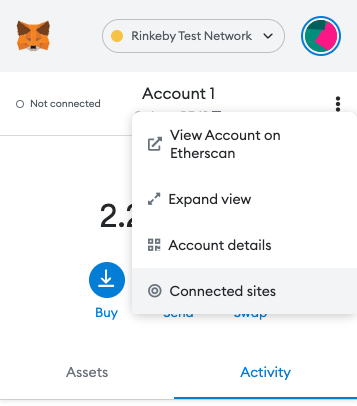 Rinkeby Test Network
Not connected
Account 1
View Account on
Etherscan
Expand view
2.2
Account details
Connected sites
Buy
Send
Swap
Assets
Activity